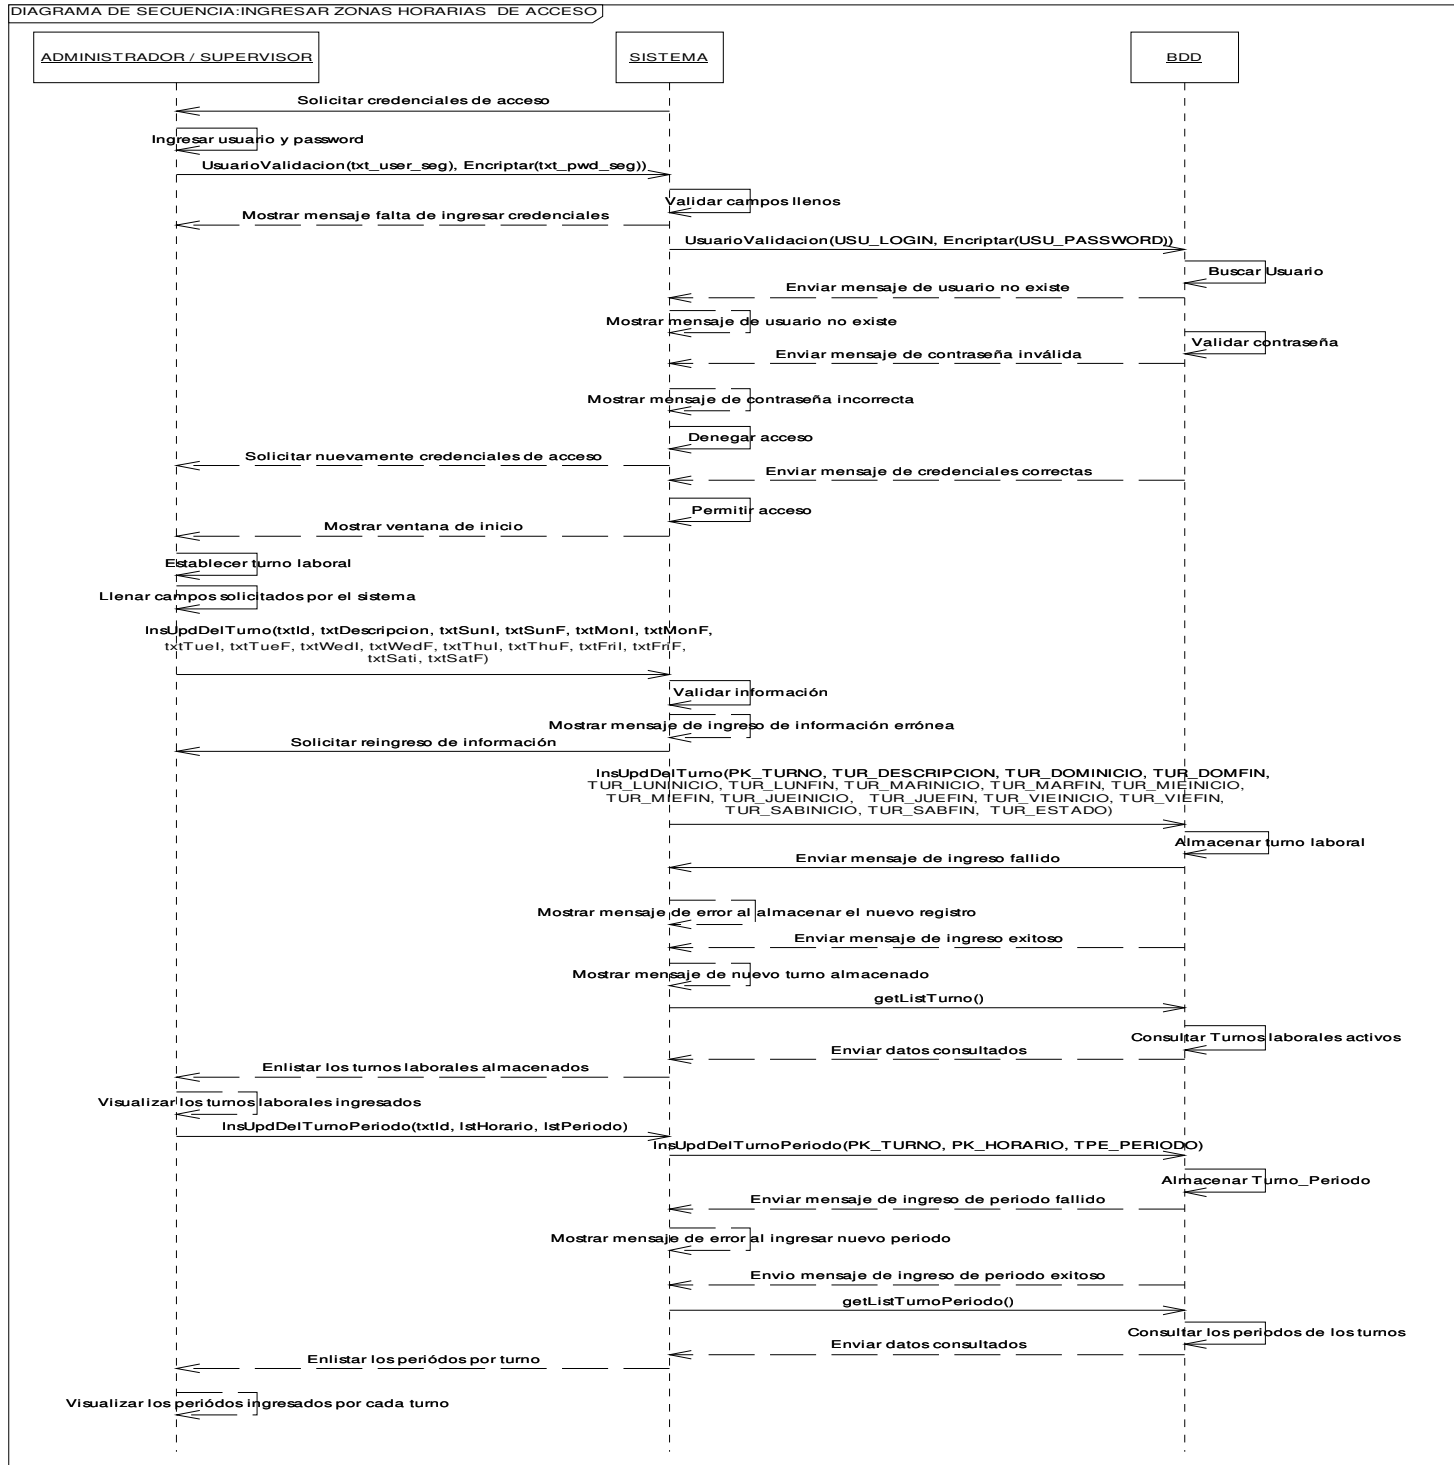 DIAGRAMA DE SECUENCIA:INGRESAR ZONAS HORARIAS DE ACCESO
ADMINISTRADOR / SUPERVISOR
SISTEMA
BDD
Solicitar credenciales de acceso
Ingresar usuario y password
UsuarioValidacion(txt_user_seg), Encriptar(txt_pwd_seg))
Validar campos llenos
Mostrar mensaje falta de ingresar credenciales
UsuarioValidacion(USU_LOGIN, Encriptar(USU_PASSWORD))
Buscar Usuario
Enviar mensaje de usuario no existe
Mostrar mensaje de usuario no existe
Validar contraseña
Enviar mensaje de contraseña inválida
Mostrar mensaje de contraseña incorrecta
Denegar acceso
Solicitar nuevamente credenciales de acceso
Enviar mensaje de credenciales correctas
Permitir acceso
Mostrar ventana de inicio
Establecer turno laboral
Llenar campos solicitados por el sistema
InsUpdDelTurno(txtId, txtDescripcion, txtSunI, txtSunF, txtMonI, txtMonF,
txtTueI, txtTueF, txtWedI, txtWedF, txtThuI, txtThuF, txtFriI, txtFriF,
txtSati, txtSatF)
Validar información
Mostrar mensaje de ingreso de información errónea
Solicitar reingreso de información
InsUpdDelTurno(PK_TURNO, TUR_DESCRIPCION, TUR_DOMINICIO, TUR_DOMFIN,
TUR_LUNINICIO, TUR_LUNFIN, TUR_MARINICIO, TUR_MARFIN, TUR_MIEINICIO,
TUR_MIEFIN, TUR_JUEINICIO, TUR_JUEFIN, TUR_VIEINICIO, TUR_VIEFIN,
TUR_SABINICIO, TUR_SABFIN, TUR_ESTADO)
Almacenar turno laboral
Enviar mensaje de ingreso fallido
Mostrar mensaje de error al almacenar el nuevo registro
Enviar mensaje de ingreso exitoso
Mostrar mensaje de nuevo turno almacenado
getListTurno()
Consultar Turnos laborales activos
Enviar datos consultados
Enlistar los turnos laborales almacenados
Visualizar los turnos laborales ingresados
InsUpdDelTurnoPeriodo(txtId, lstHorario, lstPeriodo)
InsUpdDelTurnoPeriodo(PK_TURNO, PK_HORARIO, TPE_PERIODO)
Almacenar Turno_Periodo
Enviar mensaje de ingreso de periodo fallido
Mostrar mensaje de error al ingresar nuevo periodo
Envio mensaje de ingreso de periodo exitoso
getListTurnoPeriodo()
Consultar los periodos de los turnos
Enviar datos consultados
Enlistar los periódos por turno
Visualizar los periódos ingresados por cada turno